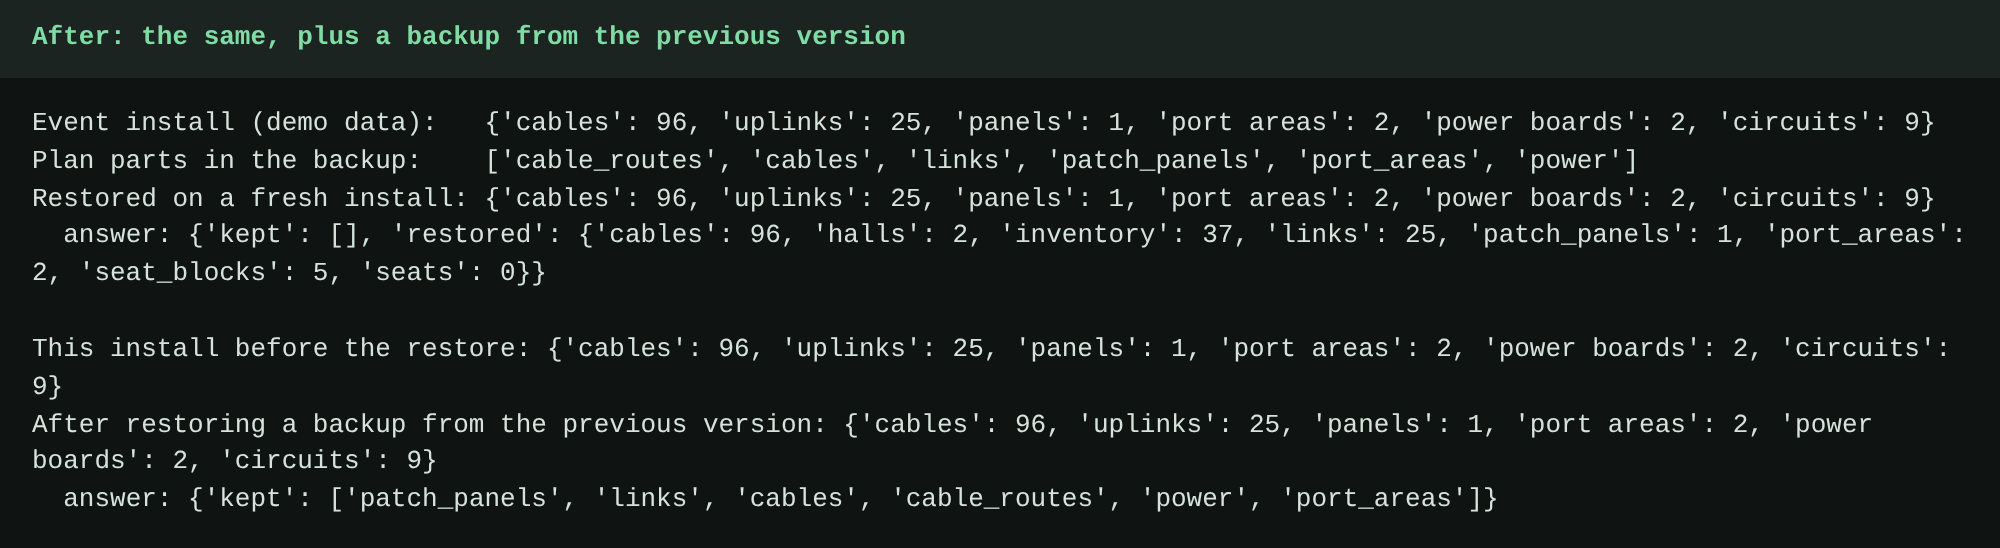 After: the same, plus a backup from the previous version
Event install (demo data):   {'cables': 96, 'uplinks': 25, 'panels': 1, 'port areas': 2, 'power boards': 2, 'circuits': 9}
Plan parts in the backup:    ['cable_routes', 'cables', 'links', 'patch_panels', 'port_areas', 'power']
Restored on a fresh install: {'cables': 96, 'uplinks': 25, 'panels': 1, 'port areas': 2, 'power boards': 2, 'circuits': 9}
  answer: {'kept': [], 'restored': {'cables': 96, 'halls': 2, 'inventory': 37, 'links': 25, 'patch_panels': 1, 'port_areas':
2, 'seat_blocks': 5, 'seats': 0}}
This install before the restore: {'cables': 96, 'uplinks': 25, 'panels': 1, 'port areas': 2, 'power boards': 2, 'circuits':
9}
After restoring a backup from the previous version: {'cables': 96, 'uplinks': 25, 'panels': 1, 'port areas': 2, 'power
boards': 2, 'circuits': 9}
  answer: {'kept': ['patch_panels', 'links', 'cables', 'cable_routes', 'power', 'port_areas']}